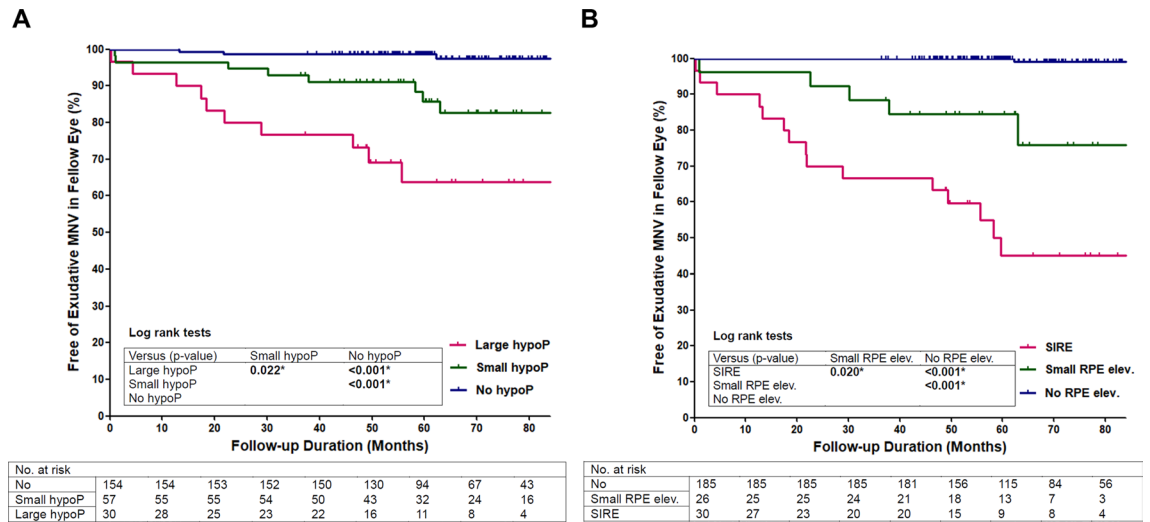 A
Free of Exudative MNV in Fellow Eye (%)
100
90
80
70
60
50
40
30
20
10
0
Log rank tests
Versus (p-value) Small hypoP No hypoP
Large hypoP 0.022* <0.001*
Small hypoP <0.001*
No hypoP
Large hypoP
Small hypoP
No hypoP
0 10 20 30 40 50 60 70 80
Follow-up Duration (Months)
No. at risk
No 154 154 153 152 150 130 94 67 43
Small hypoP 57 55 55 54 50 43 32 24 16
Large hypoP 30 28 25 23 22 16 11 8 4
B
Free of Exudative MNV in Fellow Eye (%)
100
90
80
70
60
50
40
30
20
10
0
Log rank tests
Versus (p-value) Small RPE elev. No RPE elev.
SIRE 0.020* <0.001*
Small RPE elev. <0.001*
No RPE elev.
SIRE
Small RPE elev.
No RPE elev.
0 10 20 30 40 50 60 70 80
Follow-up Duration (Months)
No. at risk
No 185 185 185 185 181 156 115 84 56
Small RPE elev. 26 25 25 24 21 18 13 7 3
SIRE 30 27 23 20 20 15 9 8 4